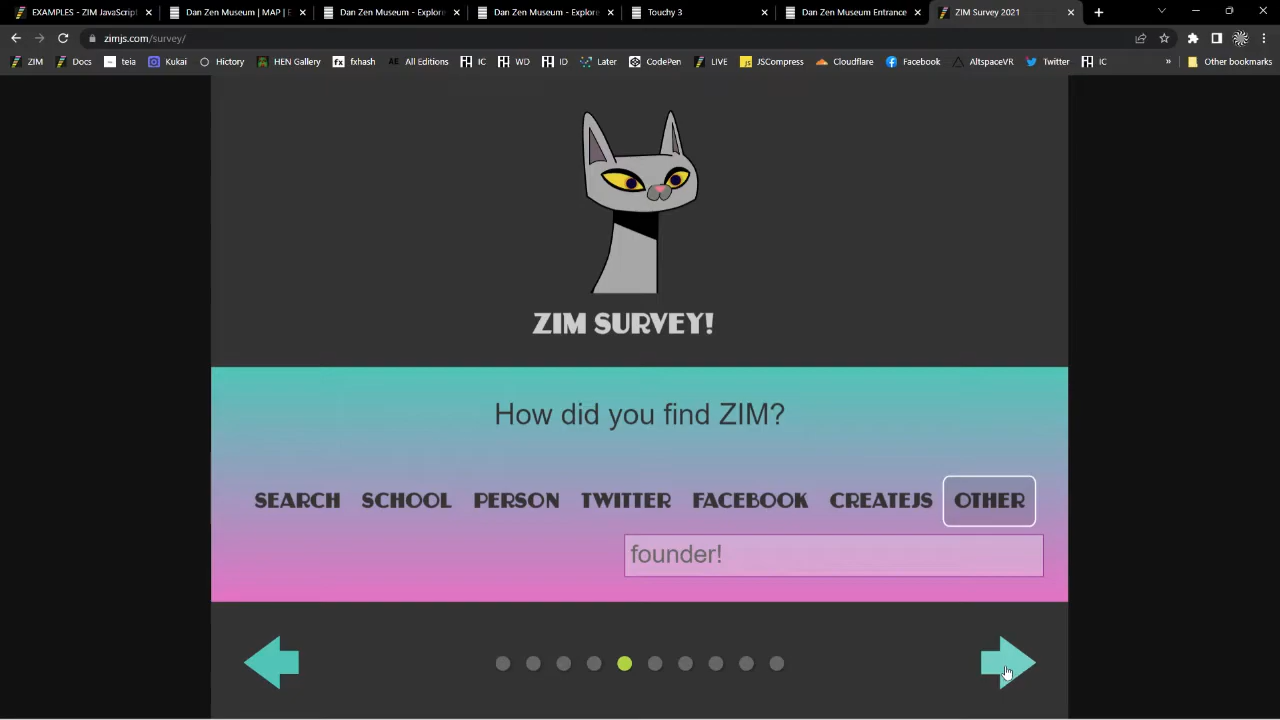 EXAMPLES - ZIM JavaScript
Dan Zen Museum | MAP | E
Dan Zen Museum - Explore
Dan Zen Museum - Explore
Touchy 3
Dan Zen Museum Entrance
ZIM Survey 2021
zimjs.com/survey/
ZIM
Docs
teia
Kukai
Hictory
HEN Gallery
fx fxhash
AE All Editions
IC
WD
ID
Later
CodePen
LIVE
JS JSCompress
Cloudflare
Facebook
AltspaceVR
Twitter
IC
» Other bookmarks
ZIM SURVEY!
How did you find ZIM?
SEARCH SCHOOL PERSON TWITTER FACEBOOK CREATEJS OTHER
founder!